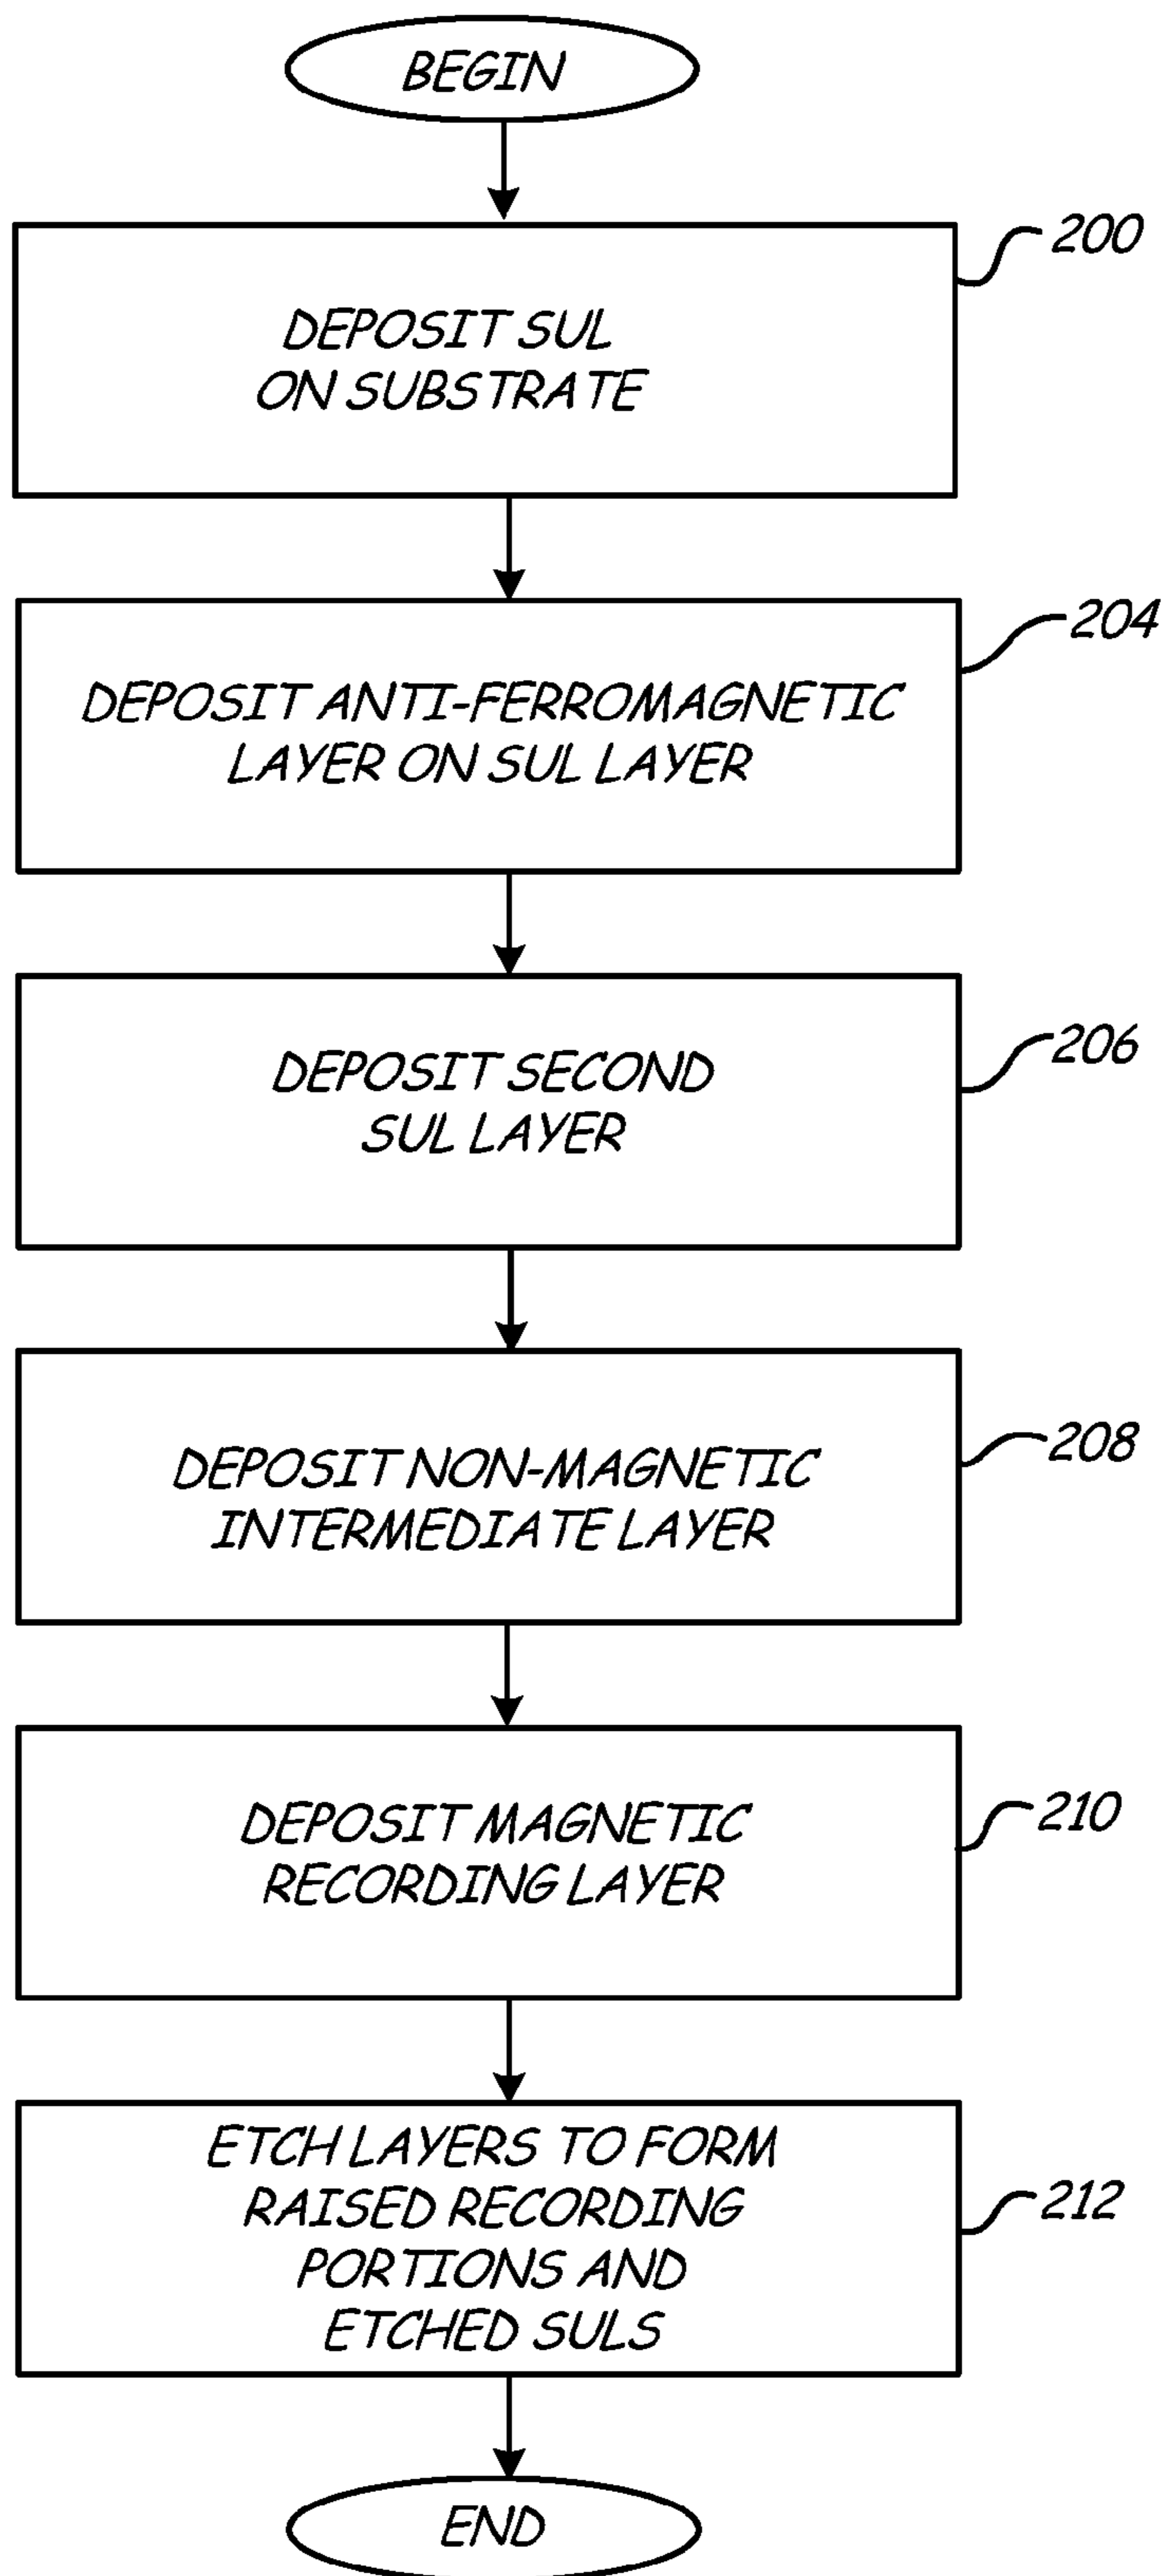 BEGIN
200
DEPOSIT SUL
ON SUBSTRATE
204
DEPOSIT ANTI-FERROMAGNETIC
LAYER ON SUL LAYER
206
DEPOSIT SECOND
SUL LAYER
208
DEPOSIT NON-MAGNETIC
INTERMEDIATE LAYER
210
DEPOSIT MAGNETIC
RECORDING LAYER
212
ETCH LAYERS TO FORM
RAISED RECORDING
PORTIONS AND
ETCHED SULS
END